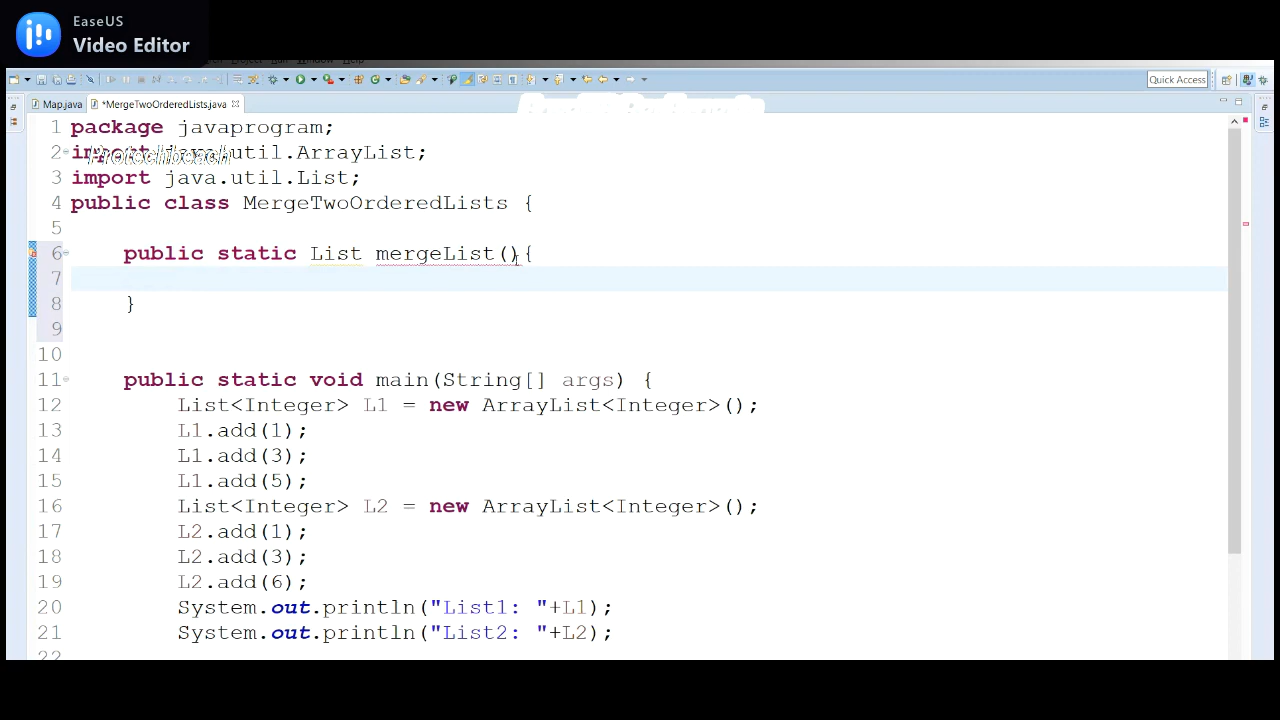 EaseUS
Video Editor
Quick Access
Map.java
*MergeTwoOrderedLists.java
1 package javaprogram;
2 import java.util.ArrayList;
Protechbeach
3 import java.util.List;
4 public class MergeTwoOrderedLists {
5
6 public static List mergeList(){
7
8 }
9
10
11 public static void main(String[] args) {
12 List<Integer> L1 = new ArrayList<Integer>();
13 L1.add(1);
14 L1.add(3);
15 L1.add(5);
16 List<Integer> L2 = new ArrayList<Integer>();
17 L2.add(1);
18 L2.add(3);
19 L2.add(6);
20 System.out.println("List1: "+L1);
21 System.out.println("List2: "+L2);
22